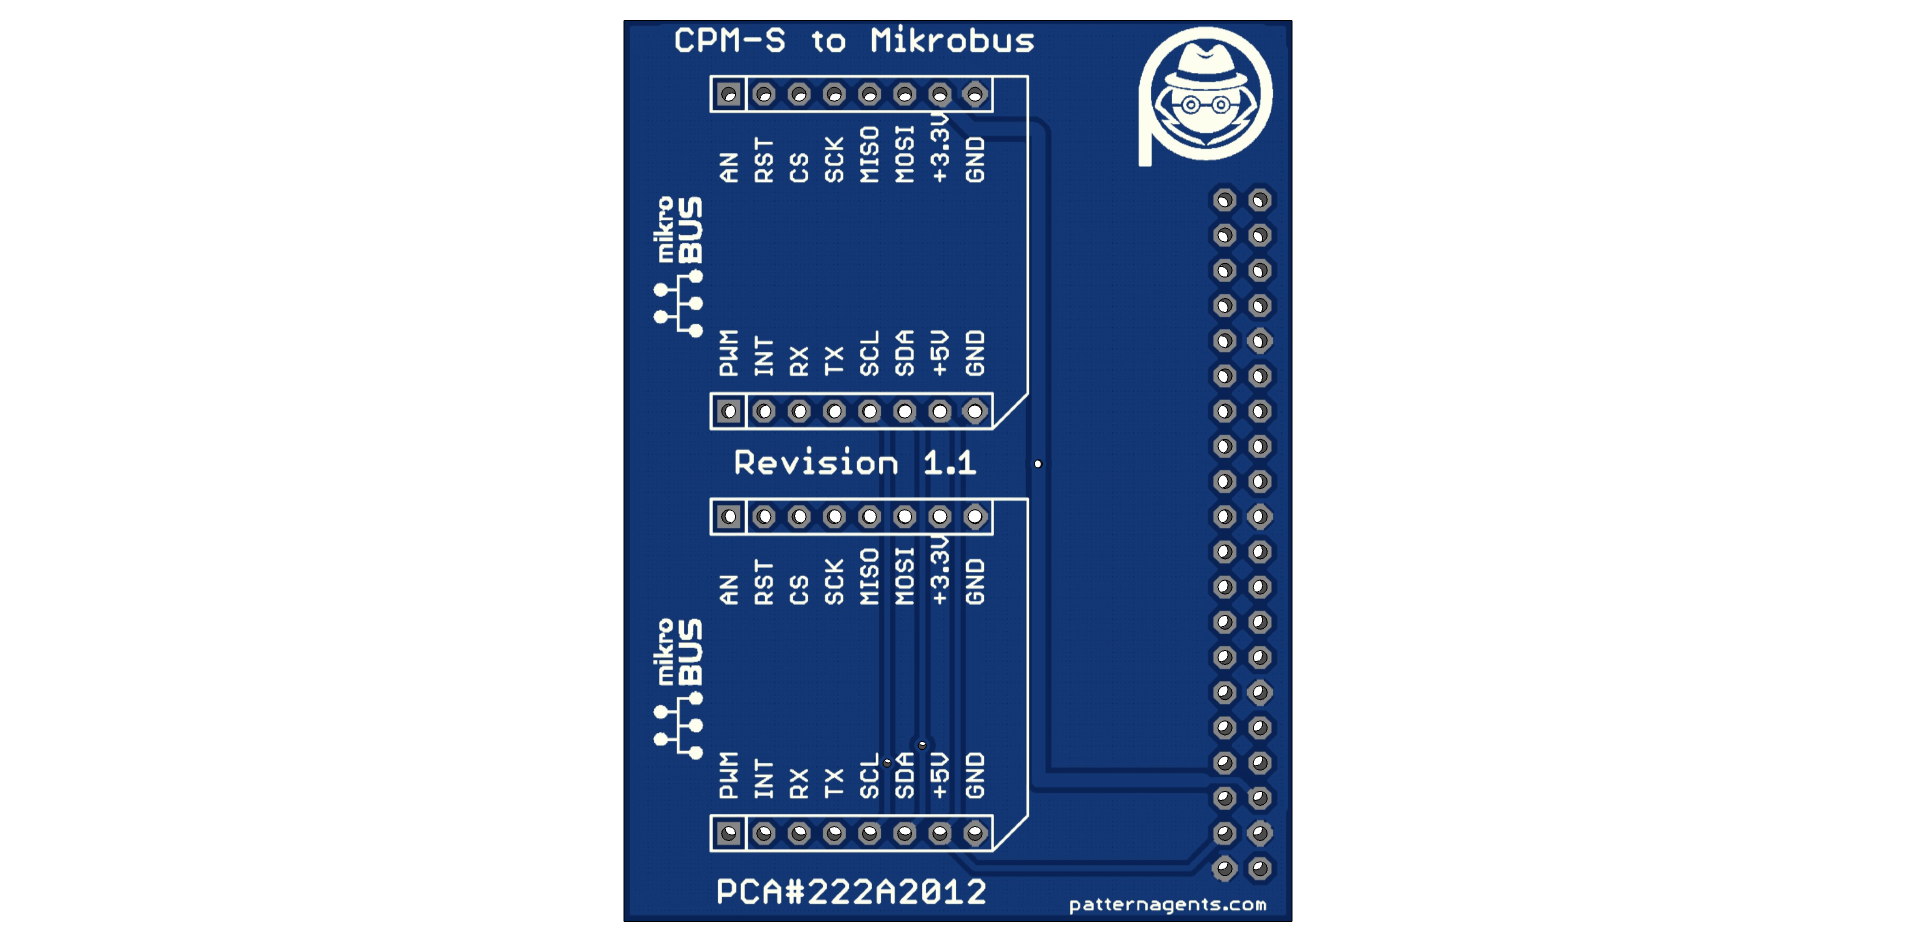 CPM-S to Mikrobus
AN RST CS SCK MISO MOSI +3.3V GND
mikro
BUS
PWM INT RX TX SCL SDA +5V GND
Revision 1.1
AN RST CS SCK MISO MOSI +3.3V GND
mikro
BUS
PWM INT RX TX SCL SDA +5V GND
PCA#222A2012
patternagents.com